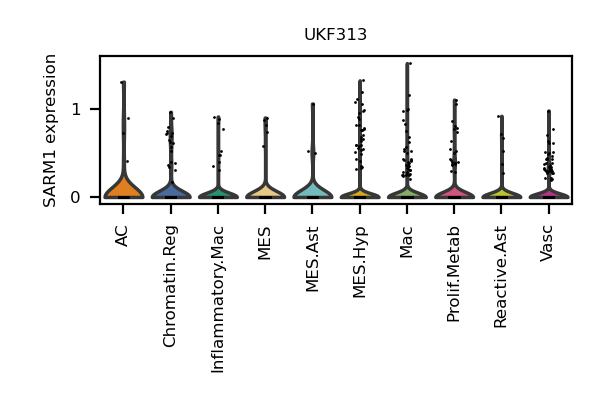 UKF313
SARM1 expression
1
0
AC
Chromatin.Reg
Inflammatory.Mac
MES
MES.Ast
MES.Hyp
Mac
Prolif.Metab
Reactive.Ast
Vasc